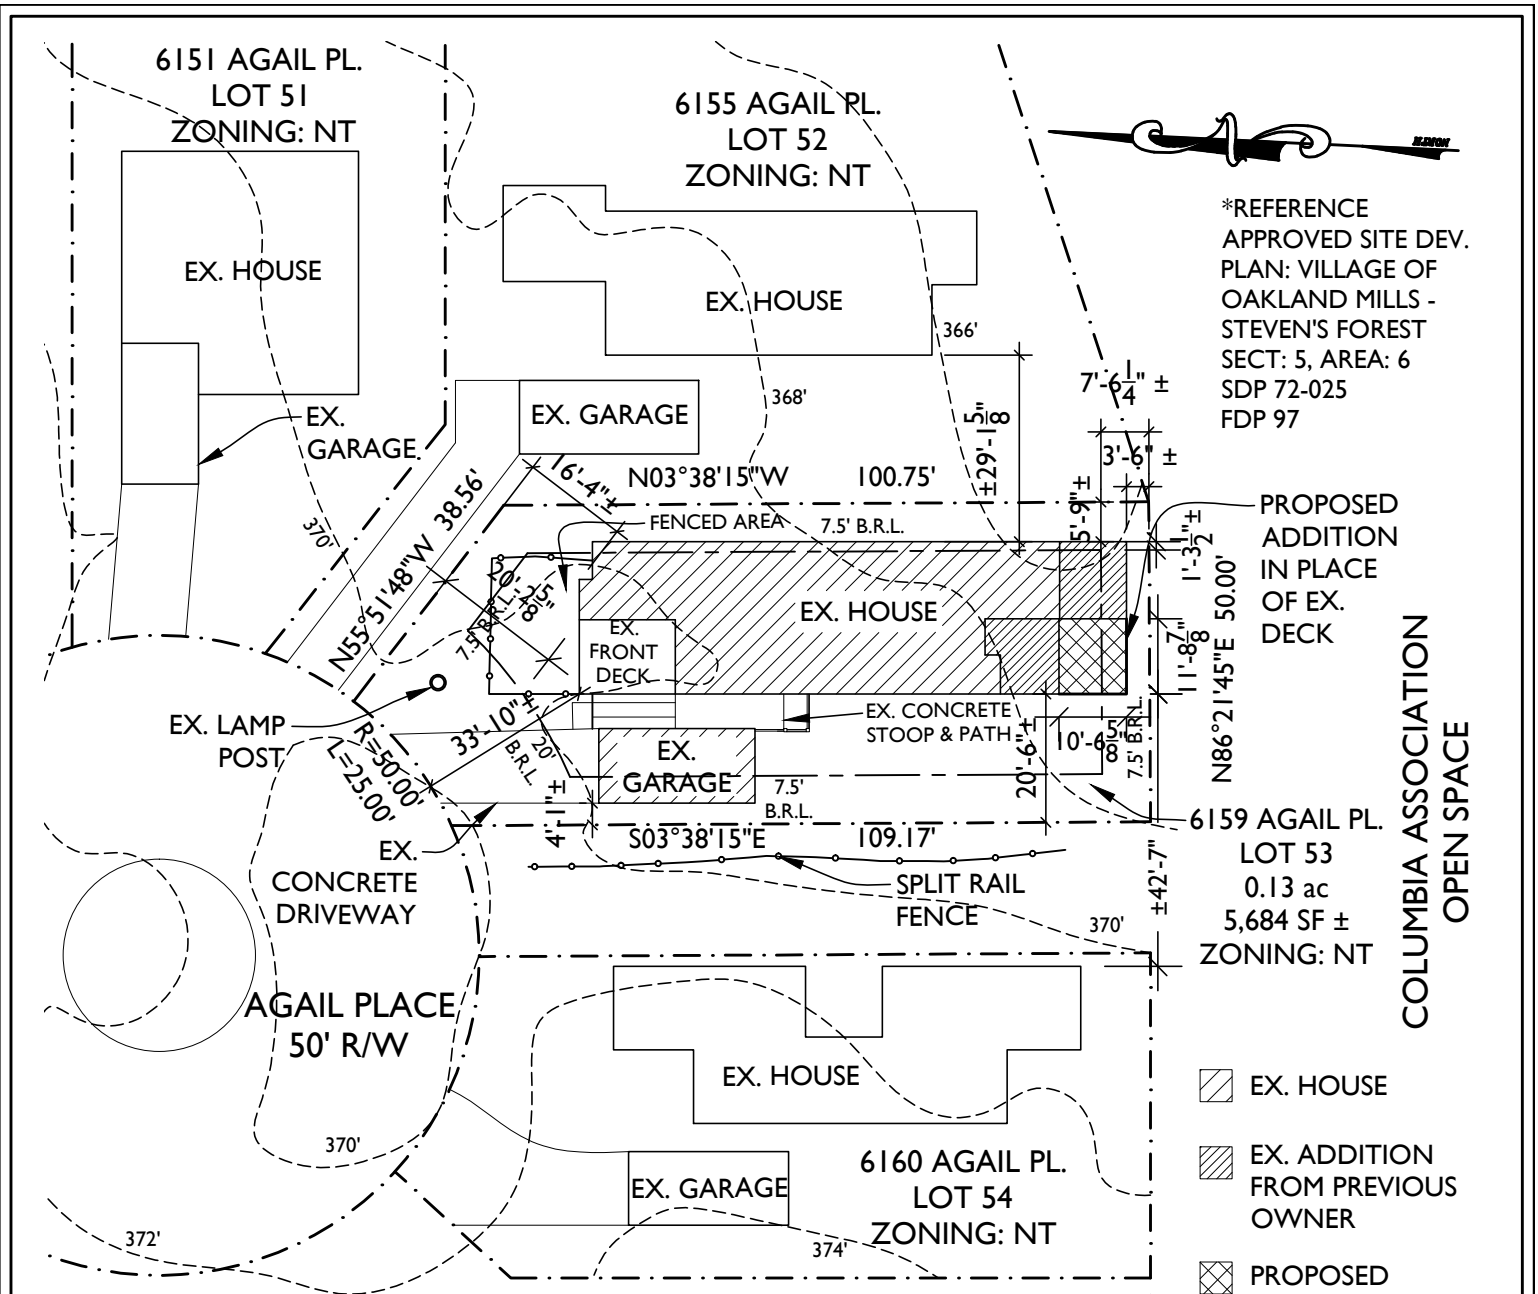 6151 AGAIL PL.
LOT 51
ZONING: NT
6155 AGAIL PL.
LOT 52
ZONING: NT
NORTH
*REFERENCE
APPROVED SITE DEV.
PLAN: VILLAGE OF
OAKLAND MILLS -
STEVEN'S FOREST
SECT: 5, AREA: 6
SDP 72-025
FDP 97
EX. HOUSE
EX. HOUSE
366'
368'
7'-6 1/4" ±
3'-6" ±
EX.
GARAGE
EX. GARAGE
±29'-1 5/8"
16'-4"±
N03°38'15"W 100.75'
5'-9"±
1'-3 1/2"±
PROPOSED
ADDITION
IN PLACE
OF EX.
DECK
FENCED AREA
7.5' B.R.L.
370'
N55°51'48"W 38.56'
20'-2 5/8"
7.5' B.R.L.
EX. HOUSE
EX.
FRONT
DECK
11'-8 7/8"
N86°21'45"E 50.00'
COLUMBIA ASSOCIATION
OPEN SPACE
EX. LAMP
POST
R=50.00'
L=25.00'
33'-10"±
20'
B.R.L.
EX. CONCRETE
STOOP & PATH
20'-6"±
10'-6 5/8"
7.5' B.R.L.
EX.
GARAGE
7.5'
B.R.L.
4'-1"±
S03°38'15"E 109.17'
EX.
CONCRETE
DRIVEWAY
SPLIT RAIL
FENCE
6159 AGAIL PL.
LOT 53
0.13 ac
5,684 SF ±
ZONING: NT
±42'-7"
370'
AGAIL PLACE
50' R/W
EX. HOUSE
370'
EX. GARAGE
6160 AGAIL PL.
LOT 54
ZONING: NT
372'
374'
EX. HOUSE
EX. ADDITION
FROM PREVIOUS
OWNER
PROPOSED